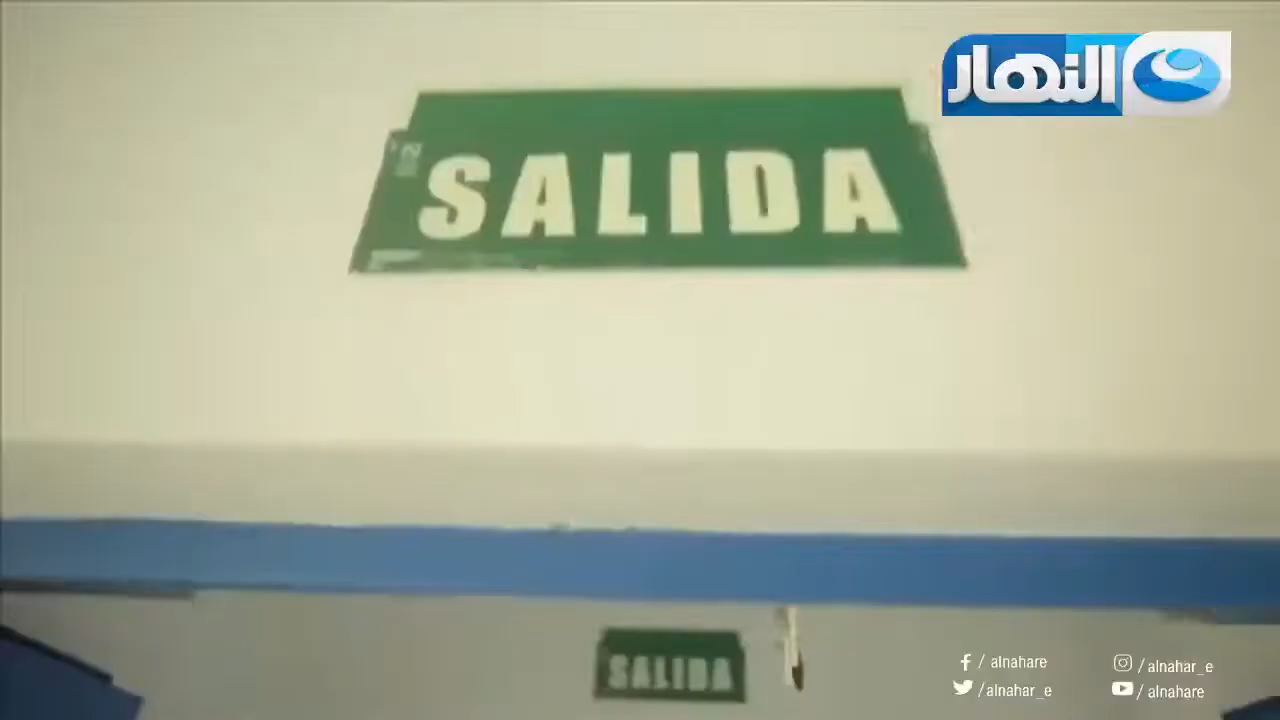 النهار
SALIDA
SALIDA
/ alnahare
/ alnahar_e
/alnahar_e
/ alnahare